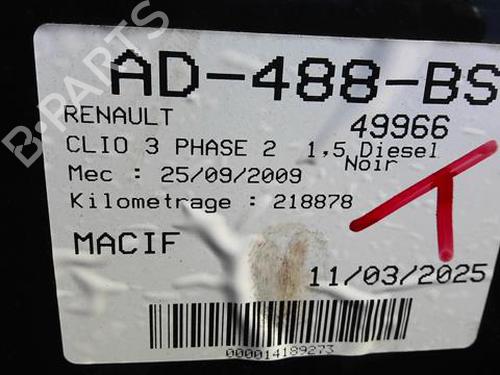 AD-488-BS
RENAULT 49966
CLIO 3 PHASE 2 1,5 Diesel
Noir
Mec : 25/09/2009
Kilometrage : 218878
MACIF
11/03/2025
000014189273
B-PARTS